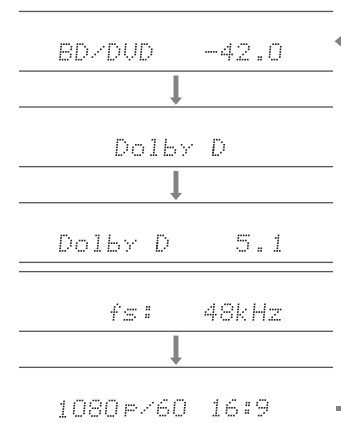 BD/DVD -42.0
Dolby D
Dolby D 5.1
fs: 48kHz
1080p/60 16:9